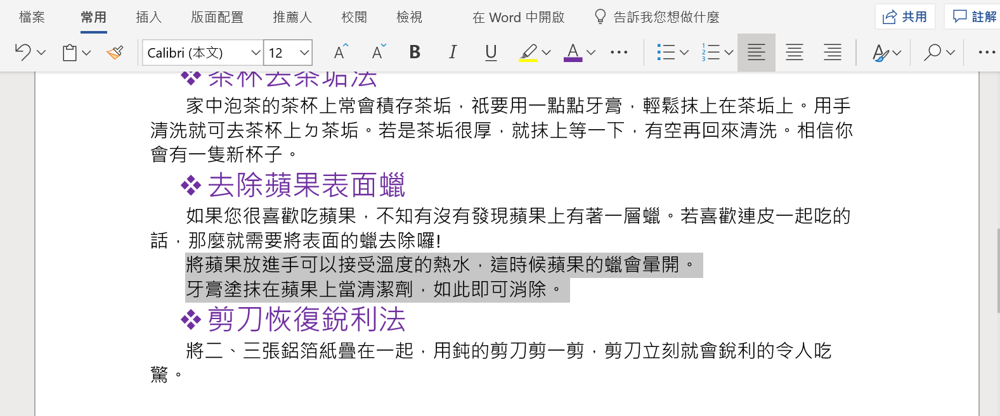 檔案 常用 插入 版面配置 推薦人 校閱 檢視 在 Word 中開啟 告訴我您想做什麼 共用 註解
Calibri (本文) 12 A A B I U A
茶杯去茶垢法
家中泡茶的茶杯上常會積存茶垢，祇要用一點點牙膏，輕鬆抹上在茶垢上。用手
清洗就可去茶杯上ㄉ茶垢。若是茶垢很厚，就抹上等一下，有空再回來清洗。相信你
會有一隻新杯子。
❖ 去除蘋果表面蠟
如果您很喜歡吃蘋果，不知有沒有發現蘋果上有著一層蠟。若喜歡連皮一起吃的
話，那麼就需要將表面的蠟去除囉!
將蘋果放進手可以接受溫度的熱水，這時候蘋果的蠟會暈開。
牙膏塗抹在蘋果上當清潔劑，如此即可消除。
❖ 剪刀恢復銳利法
將二、三張鋁箔紙疊在一起，用鈍的剪刀剪一剪，剪刀立刻就會銳利的令人吃
驚。